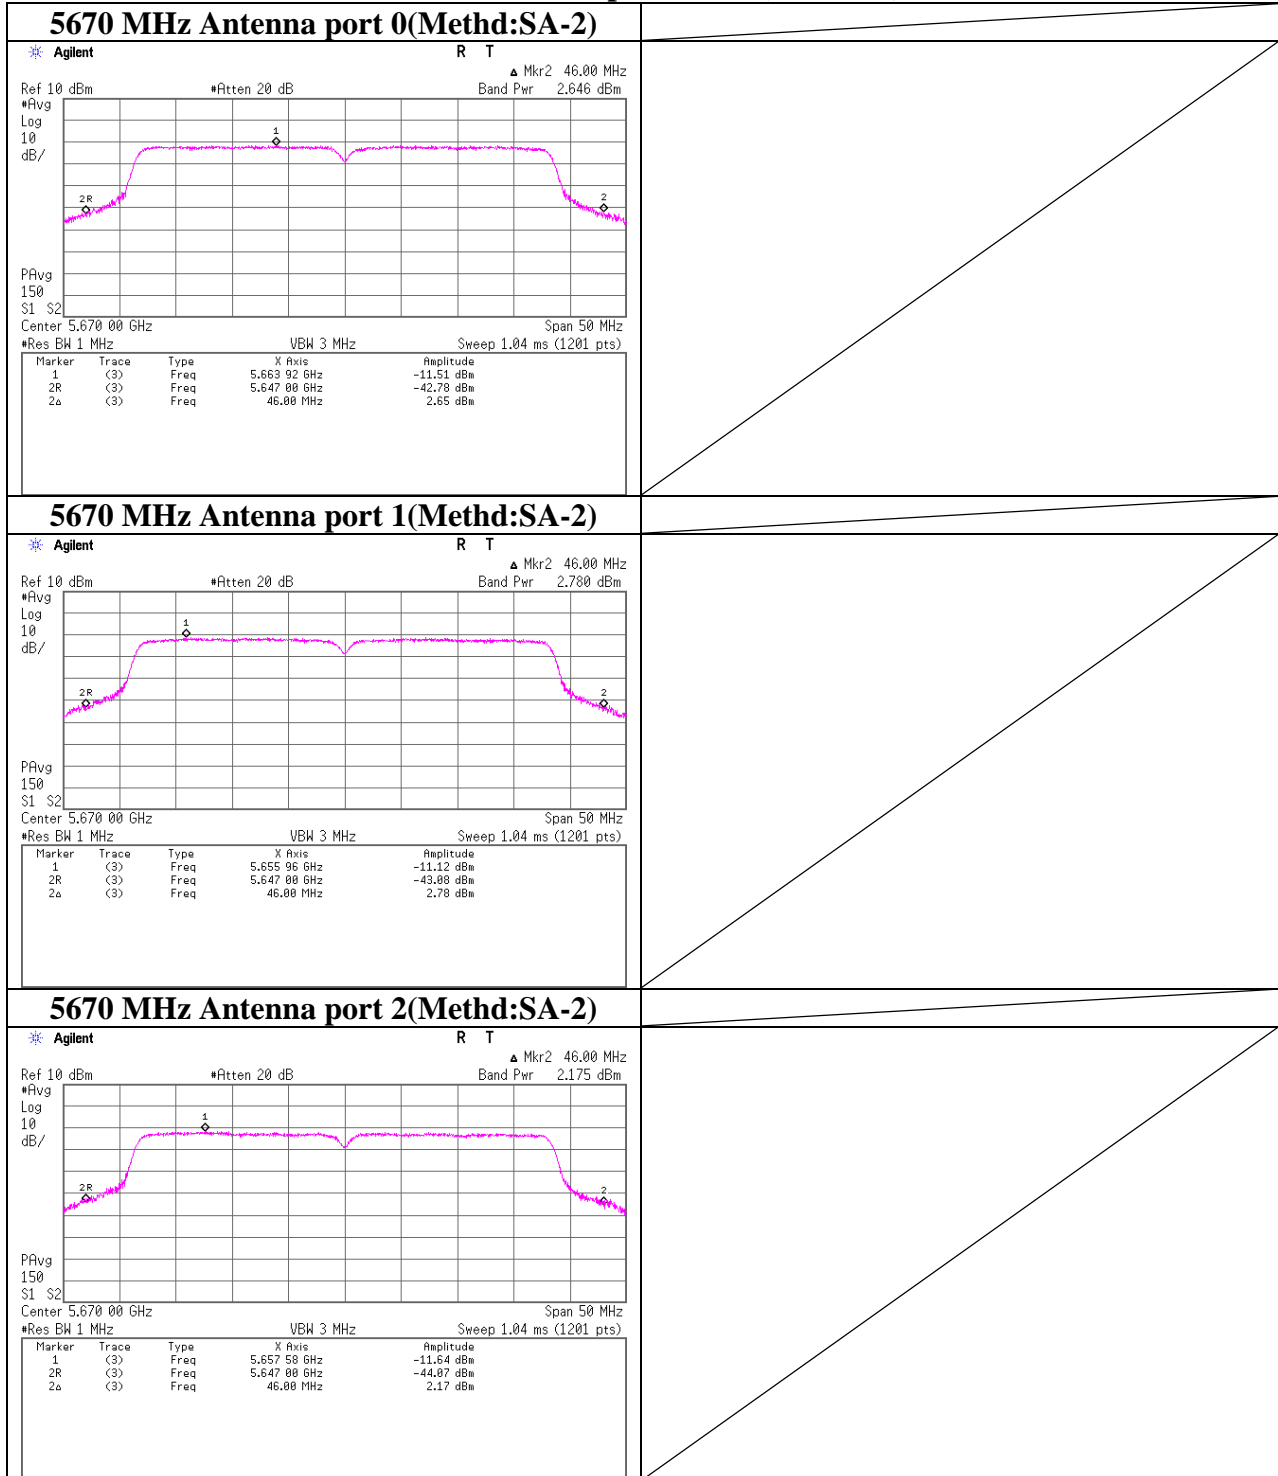 5670 MHz Antenna port 0(Methd:SA-2)
Agilent R T
Δ Mkr2 46.00 MHz
Ref 10 dBm #Atten 20 dB Band Pwr 2.646 dBm
#Avg
Log
10
dB/
1
2R
2
PAvg
150
S1 S2
Center 5.670 00 GHz Span 50 MHz
#Res BW 1 MHz VBW 3 MHz Sweep 1.04 ms (1201 pts)
Marker Trace Type X Axis Amplitude
1 (3) Freq 5.663 92 GHz -11.51 dBm
2R (3) Freq 5.647 00 GHz -42.78 dBm
2Δ (3) Freq 46.00 MHz 2.65 dBm
5670 MHz Antenna port 1(Methd:SA-2)
Agilent R T
Δ Mkr2 46.00 MHz
Ref 10 dBm #Atten 20 dB Band Pwr 2.780 dBm
#Avg
Log
10
dB/
1
2R
2
PAvg
150
S1 S2
Center 5.670 00 GHz Span 50 MHz
#Res BW 1 MHz VBW 3 MHz Sweep 1.04 ms (1201 pts)
Marker Trace Type X Axis Amplitude
1 (3) Freq 5.655 96 GHz -11.12 dBm
2R (3) Freq 5.647 00 GHz -43.08 dBm
2Δ (3) Freq 46.00 MHz 2.78 dBm
5670 MHz Antenna port 2(Methd:SA-2)
Agilent R T
Δ Mkr2 46.00 MHz
Ref 10 dBm #Atten 20 dB Band Pwr 2.175 dBm
#Avg
Log
10
dB/
1
2R
2
PAvg
150
S1 S2
Center 5.670 00 GHz Span 50 MHz
#Res BW 1 MHz VBW 3 MHz Sweep 1.04 ms (1201 pts)
Marker Trace Type X Axis Amplitude
1 (3) Freq 5.657 58 GHz -11.64 dBm
2R (3) Freq 5.647 00 GHz -44.07 dBm
2Δ (3) Freq 46.00 MHz 2.17 dBm